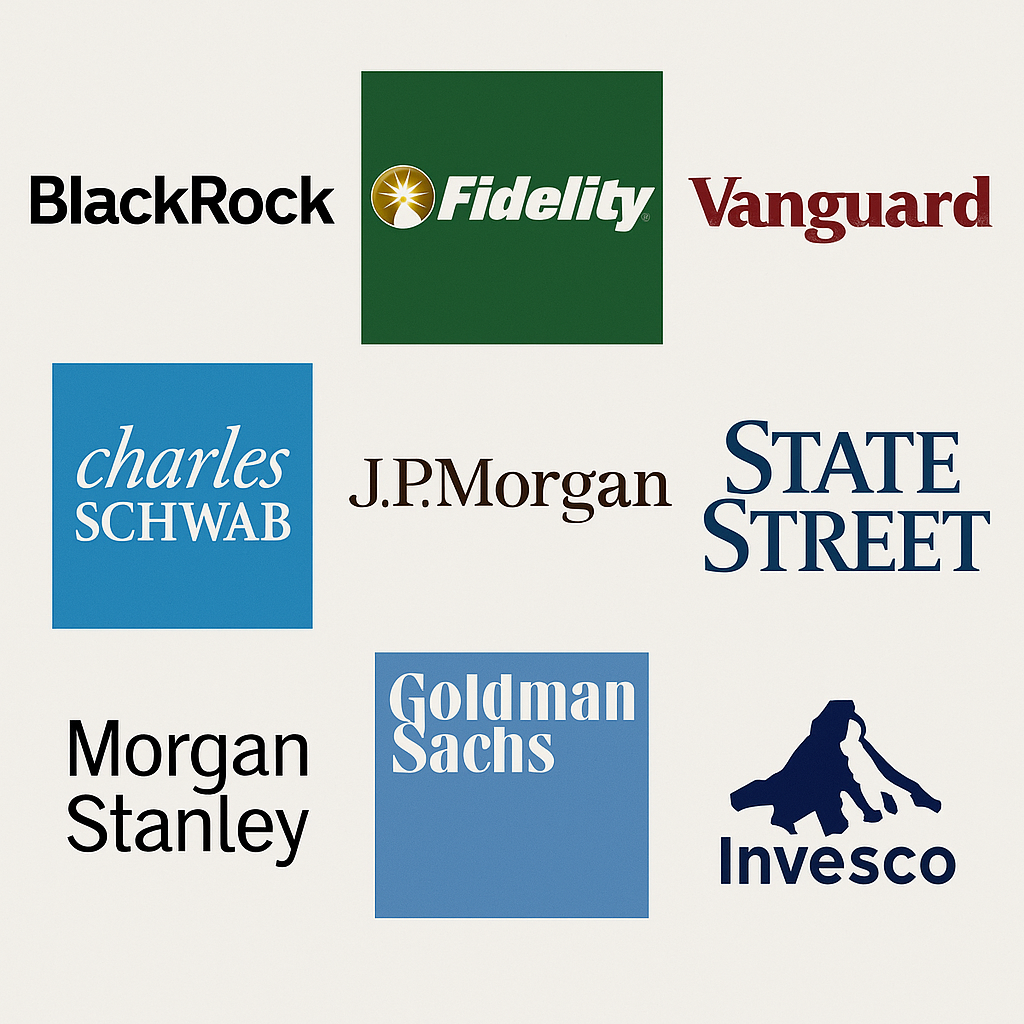 BlackRock
Fidelity®
Vanguard
charles
SCHWAB
J.P.Morgan
STATE
STREET
Morgan
Stanley
Goldman
Sachs
Invesco